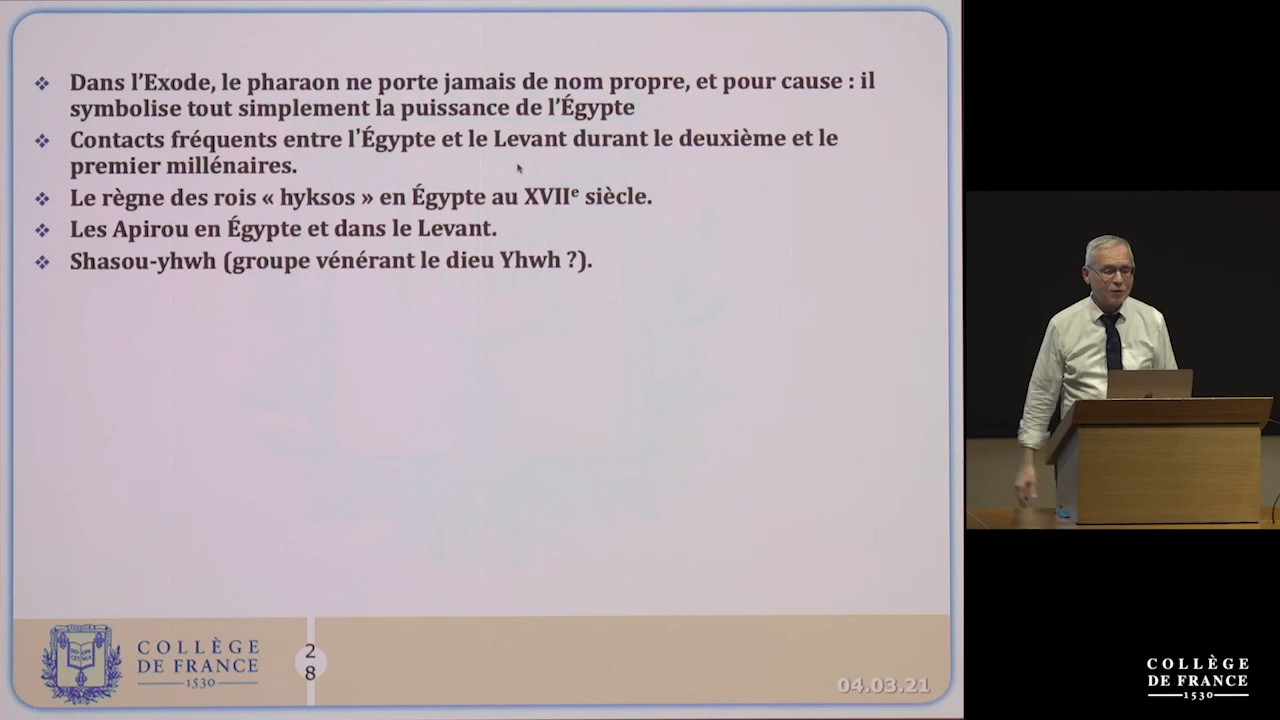 Dans l’Exode, le pharaon ne porte jamais de nom propre, et pour cause : il
symbolise tout simplement la puissance de l’Égypte
Contacts fréquents entre l'Égypte et le Levant durant le deuxième et le
premier millénaires.
Le règne des rois « hyksos » en Égypte au XVIIe siècle.
Les Apirou en Égypte et dans le Levant.
Shasou-yhwh (groupe vénérant le dieu Yhwh ?).
COLLÈGE
DE FRANCE
1530
2
8
04.03.21
COLLÈGE
DE FRANCE
1530